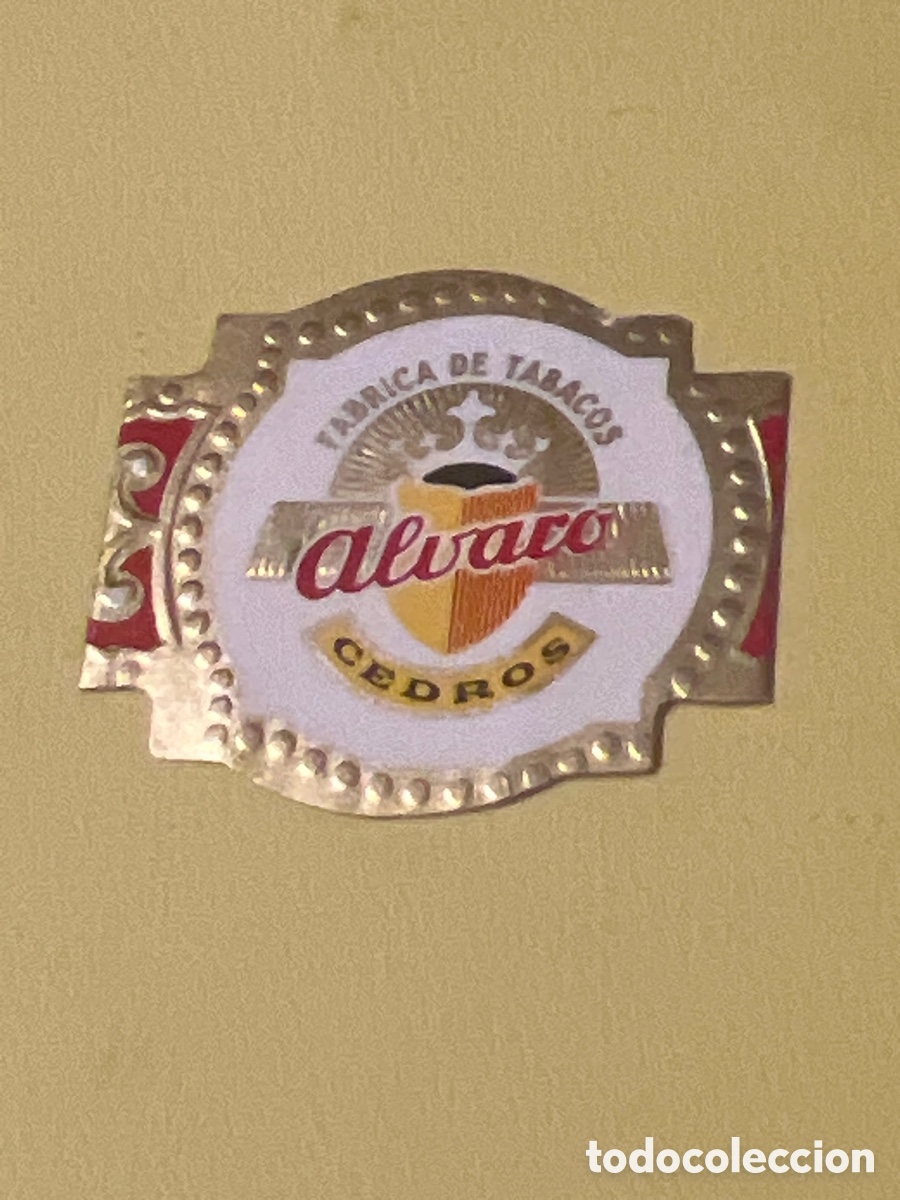 FABRICA DE TABACOS
alvaro
CEDROS
todocoleccion